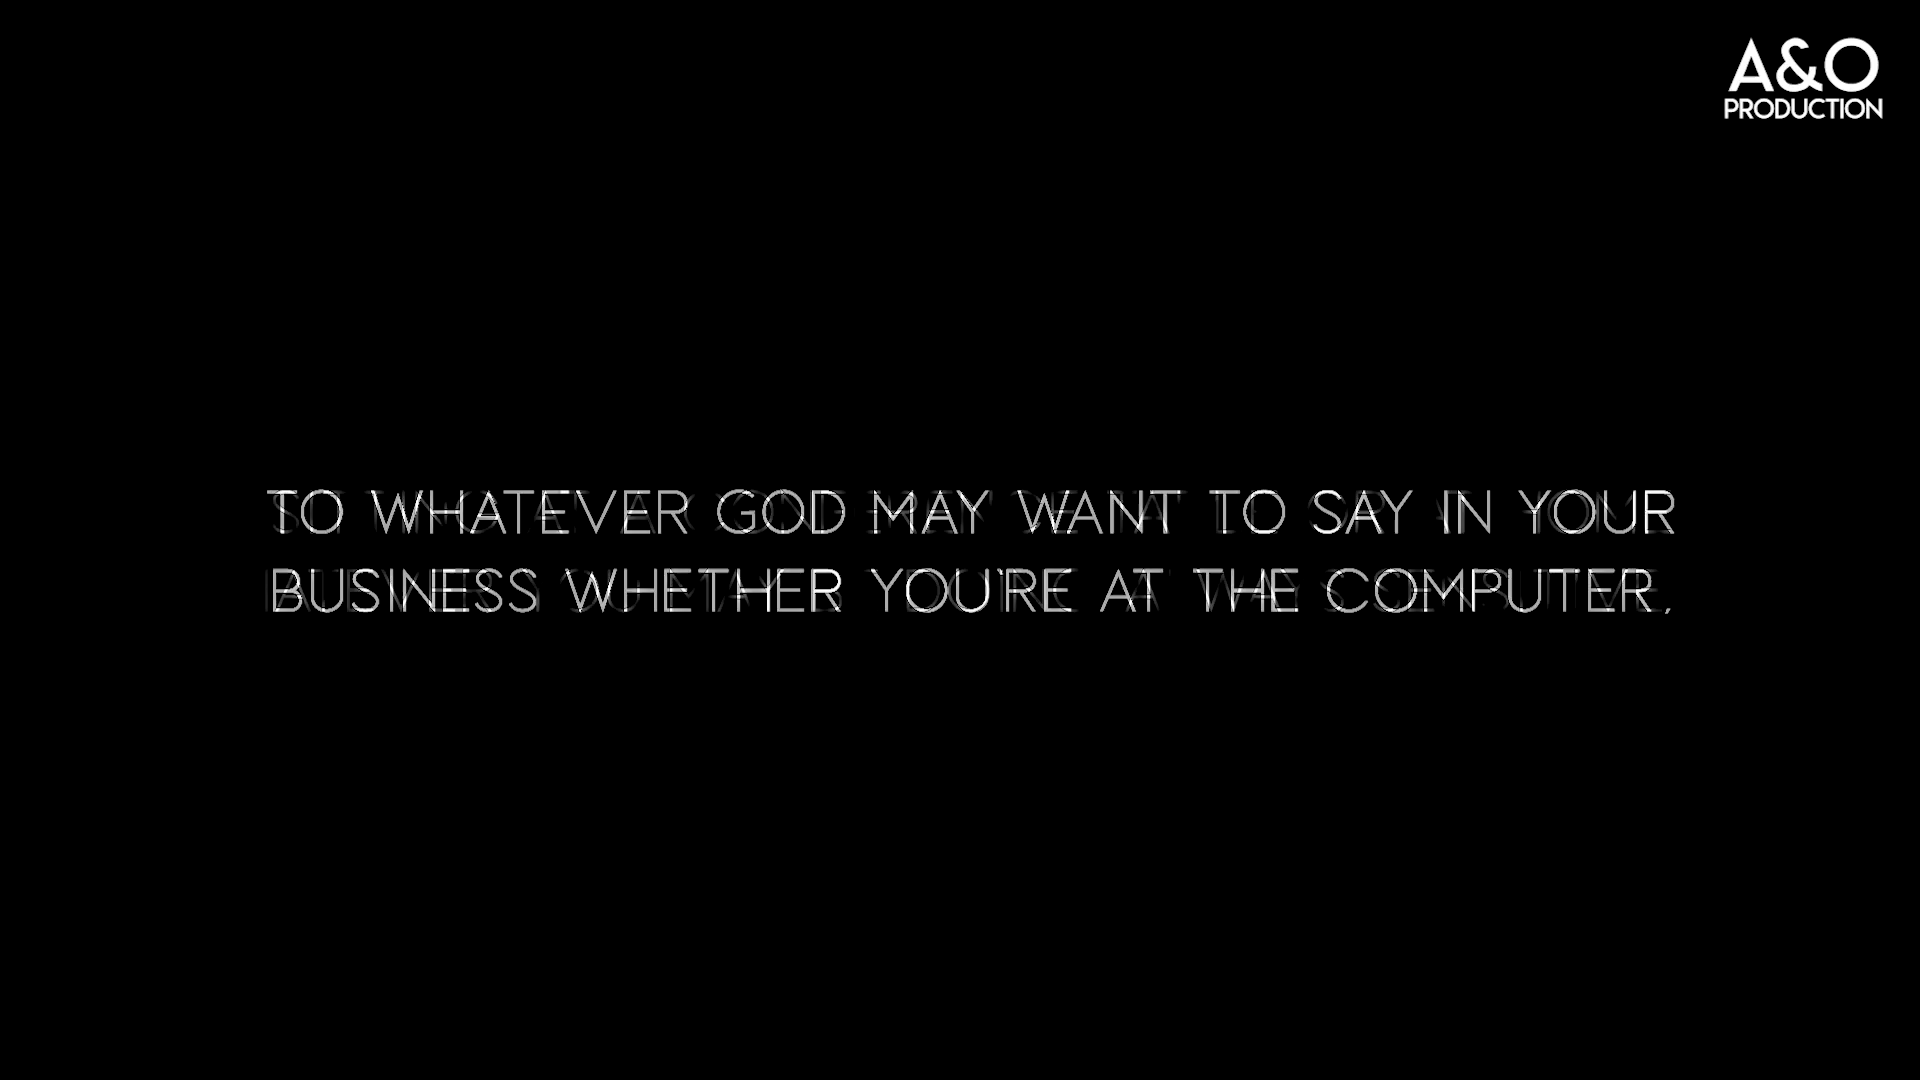 A&O
PRODUCTION
TO WHATEVER GOD MAY WANT TO SAY IN YOUR
BUSINESS WHETHER YOU'RE AT THE COMPUTER,